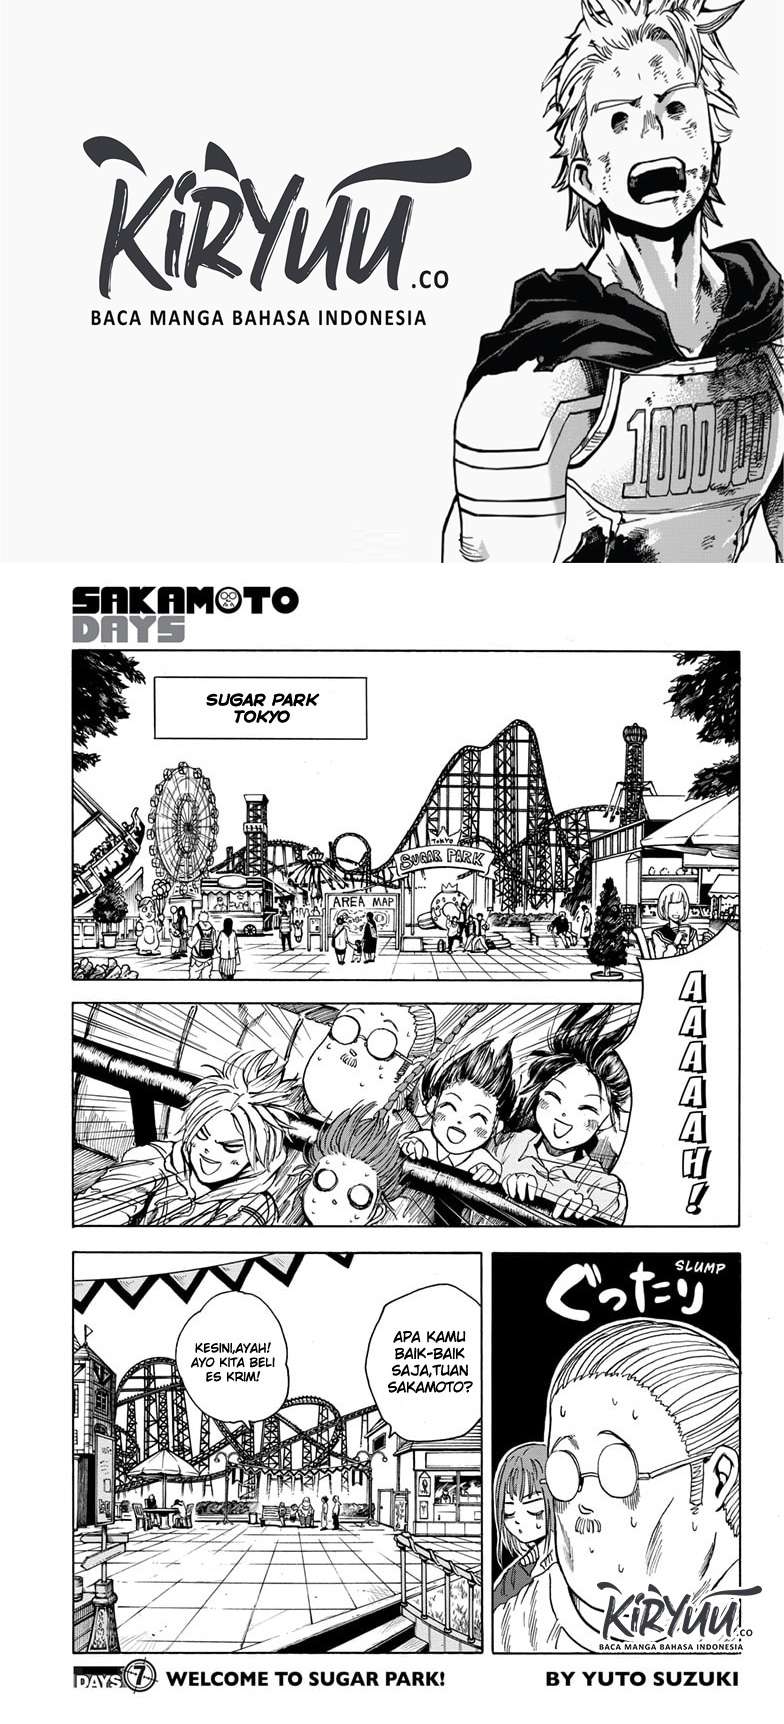 KiRYUU.CO
BACA MANGA BAHASA INDONESIA
1000000
SAKAMOTO
DAYS
SUGAR PARK
TOKYO
TOKYO
SUGAR PARK
AREA MAP
AAAAAAH!
KESINI,AYAH!
AYO KITA BELI
ES KRIM!
APA KAMU
BAIK-BAIK
SAJA,TUAN
SAKAMOTO?
SLUMP
ぐったり
KiRYUU.CO
BACA MANGA BAHASA INDONESIA
DAYS 7 WELCOME TO SUGAR PARK!
BY YUTO SUZUKI